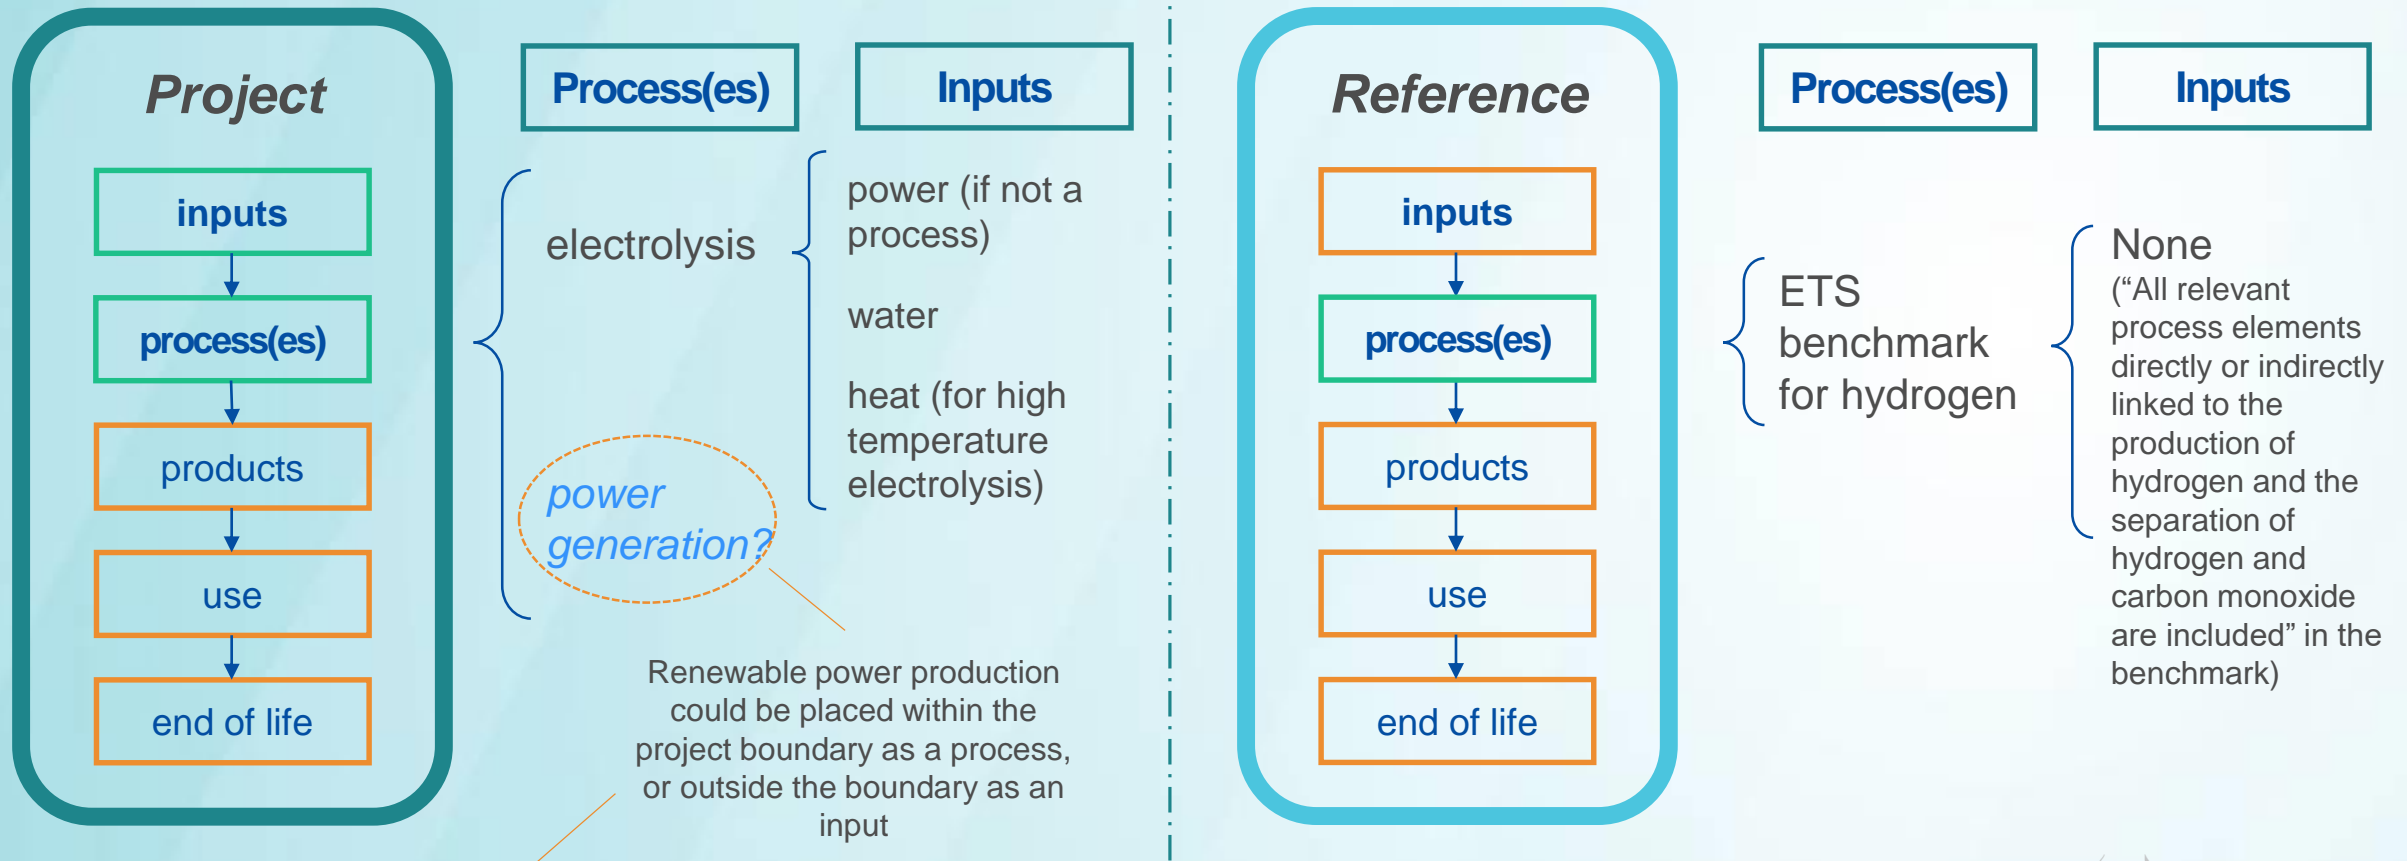 Project
inputs
process(es)
products
use
end of life
Process(es)
electrolysis
power
generation?
Inputs
power (if not a
process)
water
heat (for high
temperature
electrolysis)
Renewable power production
could be placed within the
project boundary as a process,
or outside the boundary as an
input
Reference
inputs
process(es)
products
use
end of life
Process(es)
ETS
benchmark
for hydrogen
Inputs
None
(“All relevant
process elements
directly or indirectly
linked to the
production of
hydrogen and the
separation of
hydrogen and
carbon monoxide
are included” in the
benchmark)